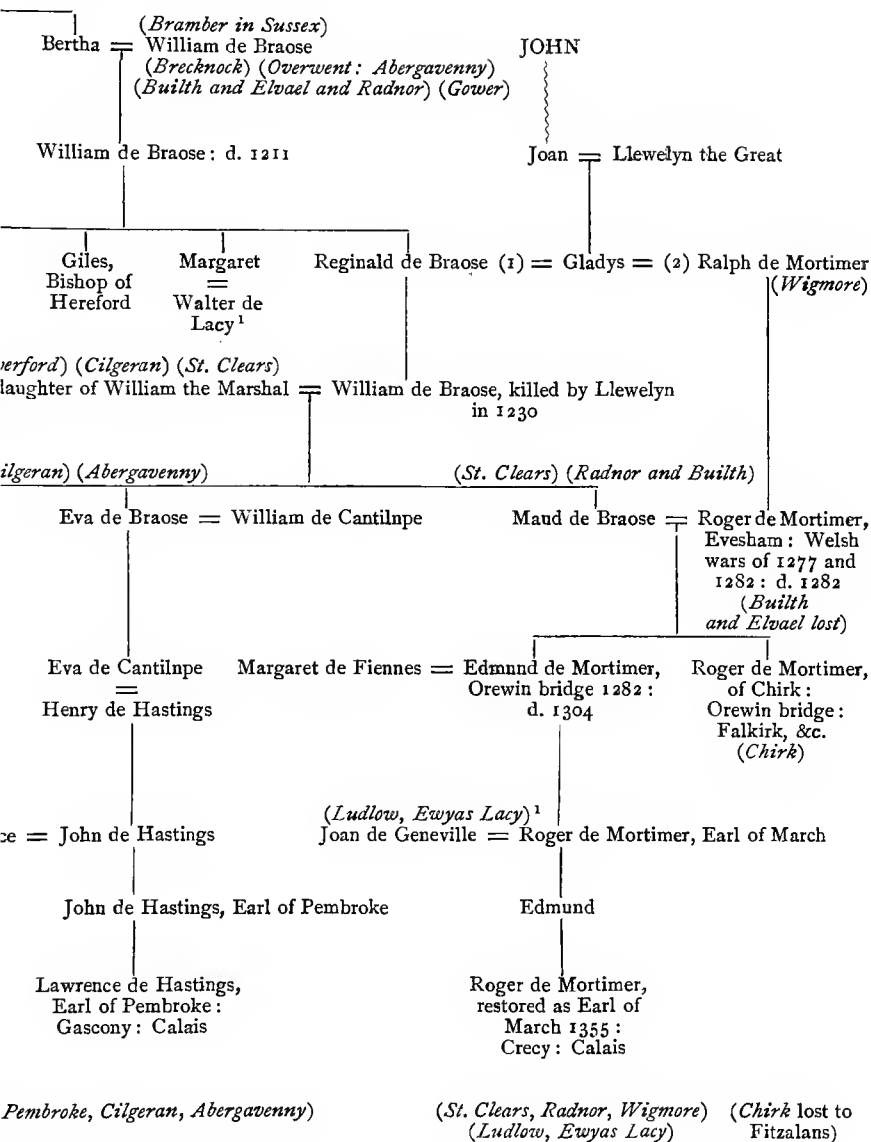 (Bramber in Sussex)
Bertha = William de Braose
JOHN
(Brecknock) (Overwent: Abergavenny)
(Builth and Elvael and Radnor) (Gower)
William de Braose: d. 1211
Joan = Llewelyn the Great
Giles,
Bishop of
Hereford
Margaret
=
Walter de
Lacy 1
Reginald de Braose (1) = Gladys = (2) Ralph de Mortimer
(Wigmore)
erford) (Cilgeran) (St. Clears)
laughter of William the Marshal = William de Braose, killed by Llewelyn
in 1230
ilgeran) (Abergavenny)
(St. Clears) (Radnor and Builth)
Eva de Braose = William de Cantilnpe
Maud de Braose = Roger de Mortimer,
Evesham: Welsh
wars of 1277 and
1282: d. 1282
(Builth
and Elvael lost)
Eva de Cantilnpe
=
Henry de Hastings
Margaret de Fiennes = Edmnnd de Mortimer,
Orewin bridge 1282:
d. 1304
Roger de Mortimer,
of Chirk:
Orewin bridge:
Falkirk, &c.
(Chirk)
ce = John de Hastings
(Ludlow, Ewyas Lacy) 1
Joan de Geneville = Roger de Mortimer, Earl of March
John de Hastings, Earl of Pembroke
Edmund
Lawrence de Hastings,
Earl of Pembroke:
Gascony: Calais
Roger de Mortimer,
restored as Earl of
March 1355:
Crecy: Calais
Pembroke, Cilgeran, Abergavenny)
(St. Clears, Radnor, Wigmore)
(Ludlow, Ewyas Lacy)
(Chirk lost to
Fitzalans)